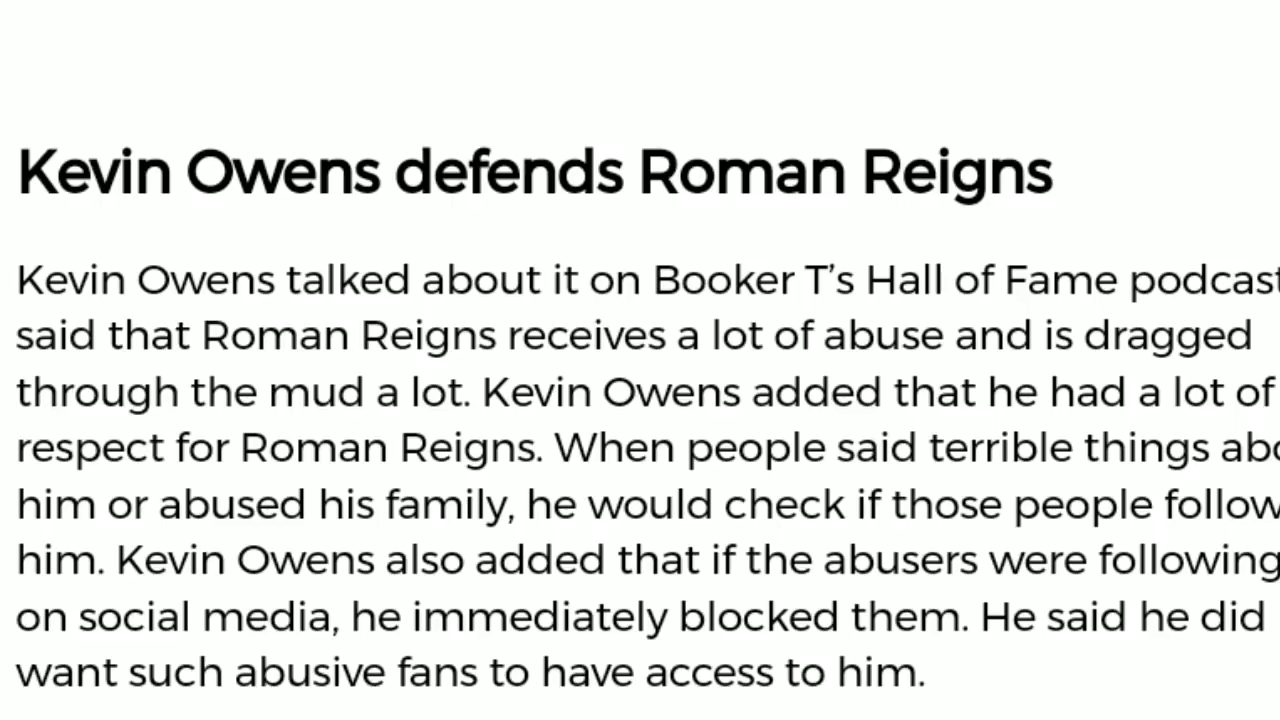 Kevin Owens defends Roman Reigns
Kevin Owens talked about it on Booker T’s Hall of Fame podcast
said that Roman Reigns receives a lot of abuse and is dragged
through the mud a lot. Kevin Owens added that he had a lot of
respect for Roman Reigns. When people said terrible things
him or abused his family, he would check if those people follow
him. Kevin Owens also added that if the abusers were following
on social media, he immediately blocked them. He said he did
want such abusive fans to have access to him.